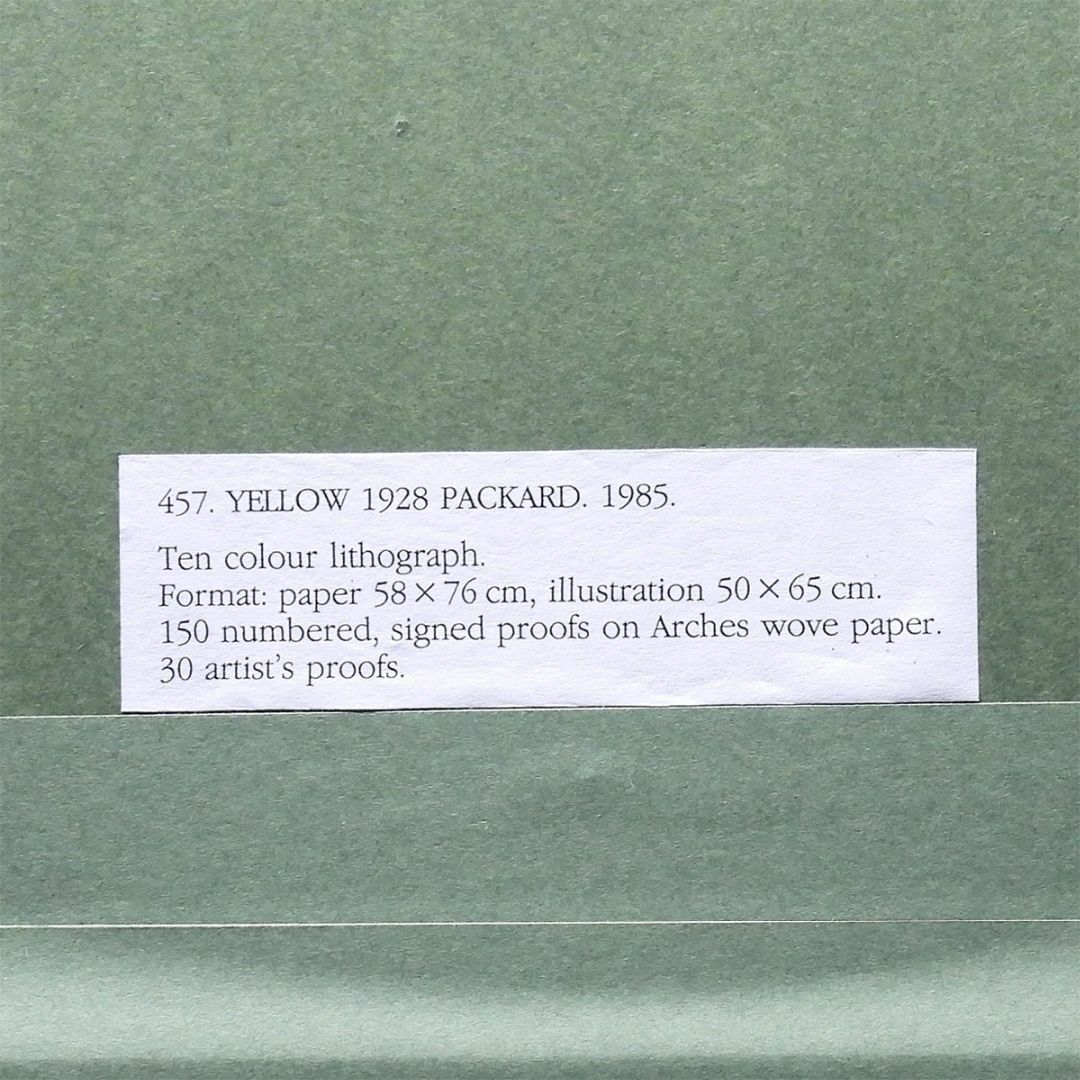 457. YELLOW 1928 PACKARD. 1985.
Ten colour lithograph.
Format: paper 58 × 76 cm, illustration 50 × 65 cm.
150 numbered, signed proofs on Arches wove paper.
30 artist's proofs.